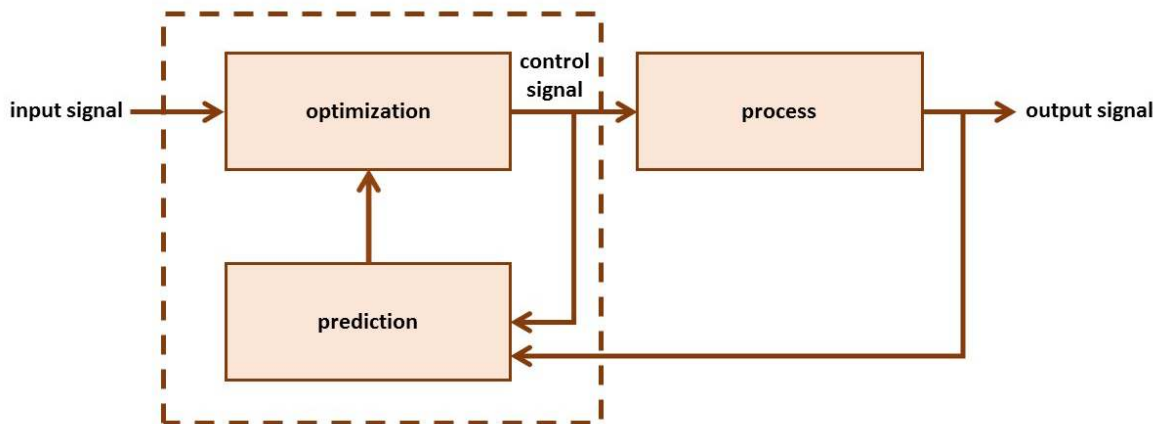 control
signal
input signal
optimization
process
output signal
prediction